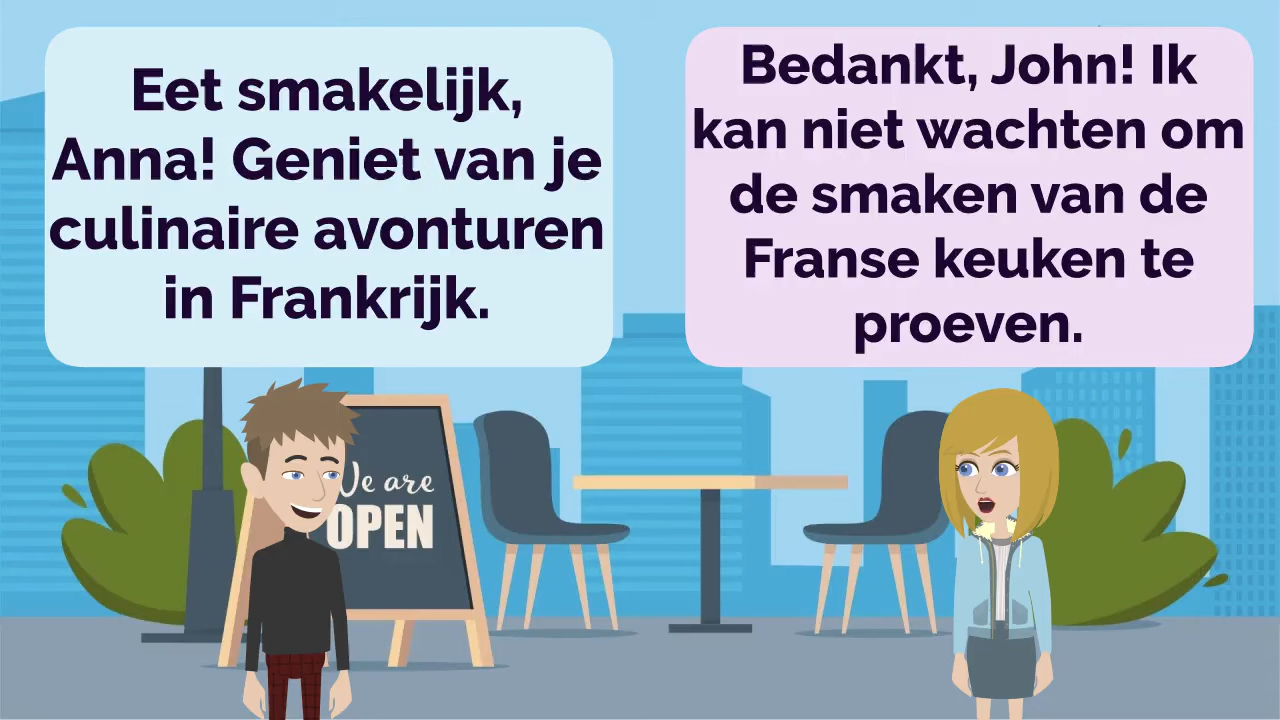 Eet smakelijk,
Anna! Geniet van je
culinaire avonturen
in Frankrijk.
Bedankt, John! Ik
kan niet wachten om
de smaken van de
Franse keuken te
proeven.
We are
OPEN